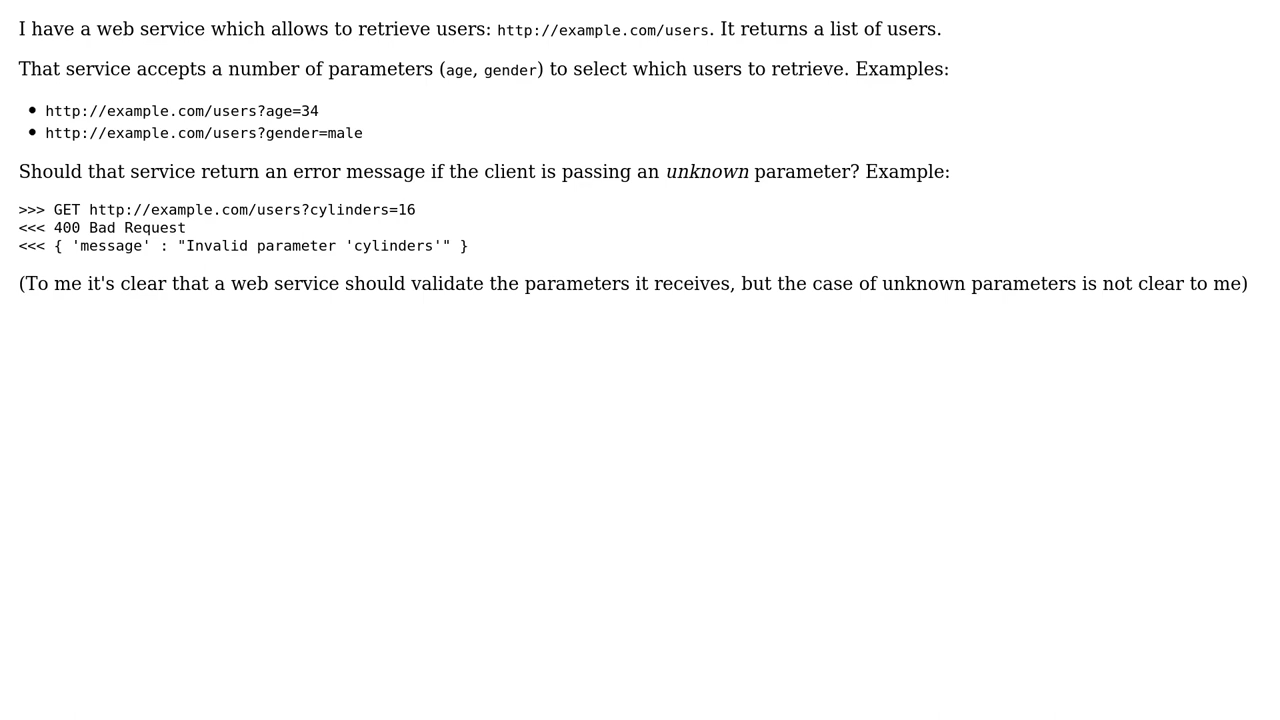 I have a web service which allows to retrieve users: http://example.com/users. It returns a list of users.
That service accepts a number of parameters (age, gender) to select which users to retrieve. Examples:
• http://example.com/users?age=34
• http://example.com/users?gender=male
Should that service return an error message if the client is passing an unknown parameter? Example:
>>> GET http://example.com/users?cylinders=16
<<< 400 Bad Request
<<< { 'message' : "Invalid parameter 'cylinders'" }
(To me it's clear that a web service should validate the parameters it receives, but the case of unknown parameters is not clear to me)